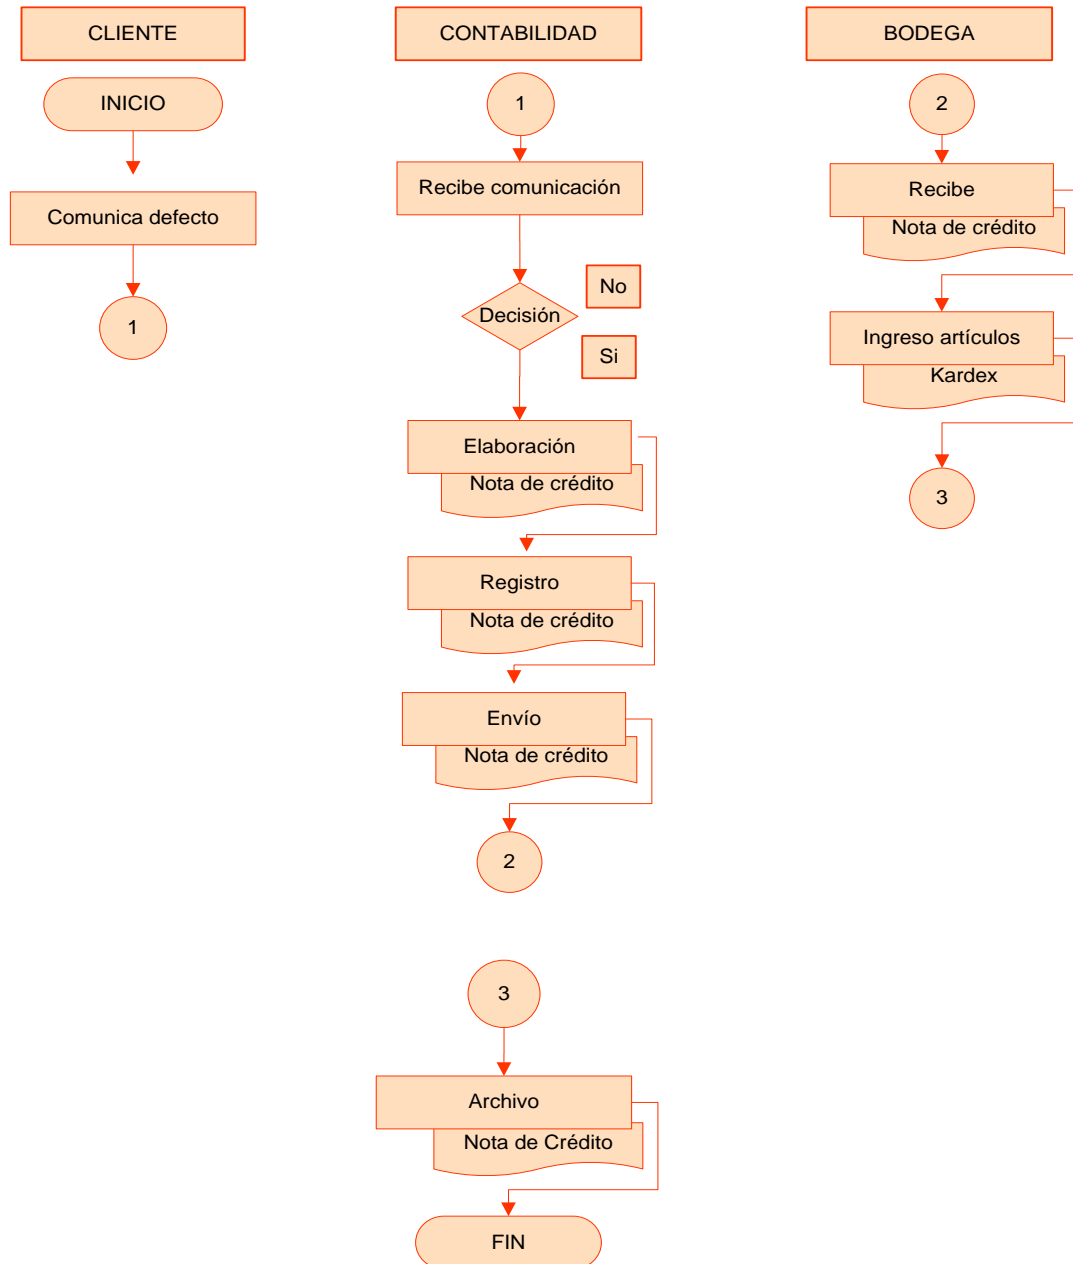 CLIENTE
INICIO
Comunica defecto
1
CONTABILIDAD
1
Recibe comunicación
Decisión
No
Si
Elaboración
Nota de crédito
Registro
Nota de crédito
Envío
Nota de crédito
2
3
Archivo
Nota de Crédito
FIN
BODEGA
2
Recibe
Nota de crédito
Ingreso artículos
Kardex
3